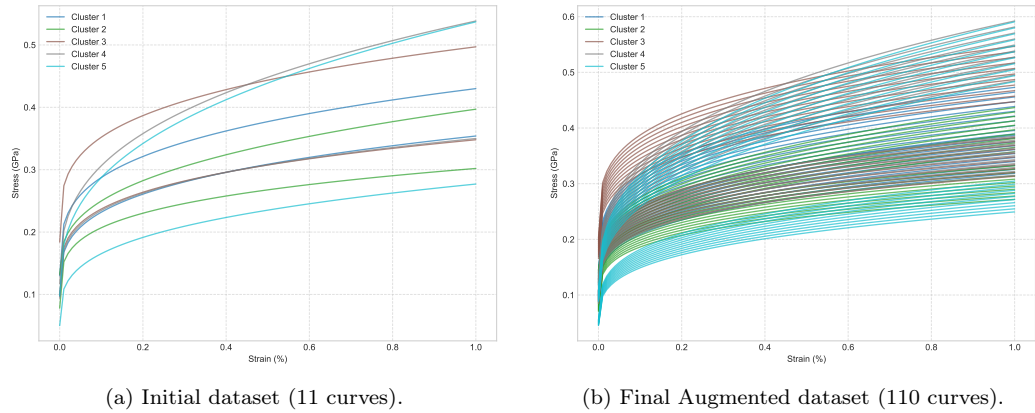 Cluster 1
Cluster 2
Cluster 3
Cluster 4
Cluster 5
0.5
0.4
0.3
0.2
0.1
Stress (GPa)
0.0 0.2 0.4 0.6 0.8 1.0
Strain (%)
(a) Initial dataset (11 curves).
Cluster 1
Cluster 2
Cluster 3
Cluster 4
Cluster 5
0.6
0.5
0.4
0.3
0.2
0.1
Stress (GPa)
0.0 0.2 0.4 0.6 0.8 1.0
Strain (%)
(b) Final Augmented dataset (110 curves).